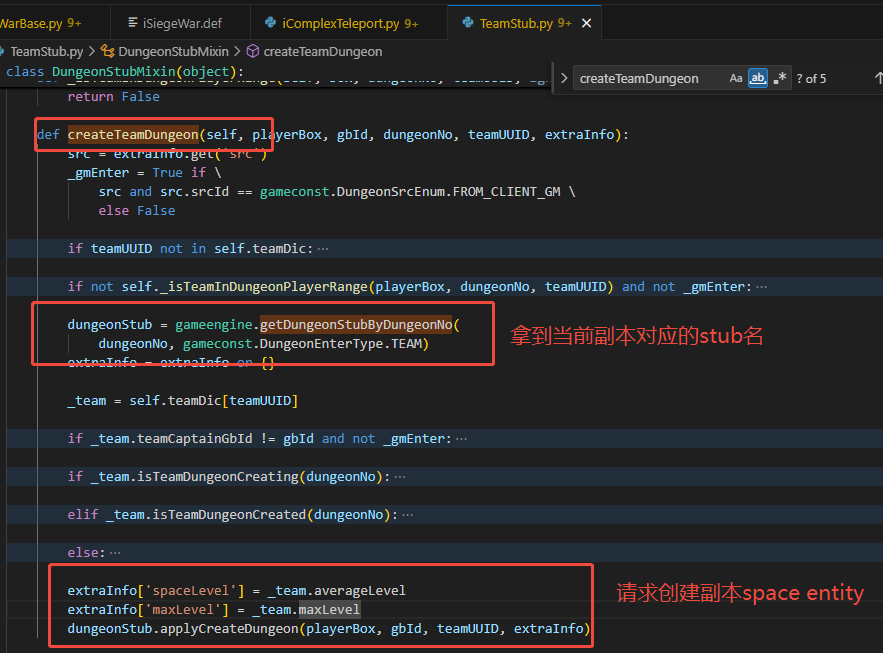 WarBase.py 9+
iSiegeWar.def
iComplexTeleport.py 9+
TeamStub.py 9+
TeamStub.py > DungeonStubMixin > createTeamDungeon
class DungeonStubMixin(object):
createTeamDungeon
Aa ab .* ? of 5
return False
def createTeamDungeon(self, playerBox, gbId, dungeonNo, teamUUID, extraInfo):
src = extraInfo.get('src')
_gmEnter = True if \
src and src.srcId == gameconst.DungeonSrcEnum.FROM_CLIENT_GM \
else False
if teamUUID not in self.teamDic: ⋯
if not self._isTeamInDungeonPlayerRange(playerBox, dungeonNo, teamUUID) and not _gmEnter: ⋯
dungeonStub = gameengine.getDungeonStubByDungeonNo(
dungeonNo, gameconst.DungeonEnterType.TEAM)
拿到当前副本对应的stub名
extraInfo = extraInfo or {}
_team = self.teamDic[teamUUID]
if _team.teamCaptainGbId != gbId and not _gmEnter: ⋯
if _team.isTeamDungeonCreating(dungeonNo): ⋯
elif _team.isTeamDungeonCreated(dungeonNo): ⋯
else: ⋯
extraInfo['spaceLevel'] = _team.averageLevel
extraInfo['maxLevel'] = _team.maxLevel
dungeonStub.applyCreateDungeon(playerBox, gbId, teamUUID, extraInfo)
请求创建副本space entity